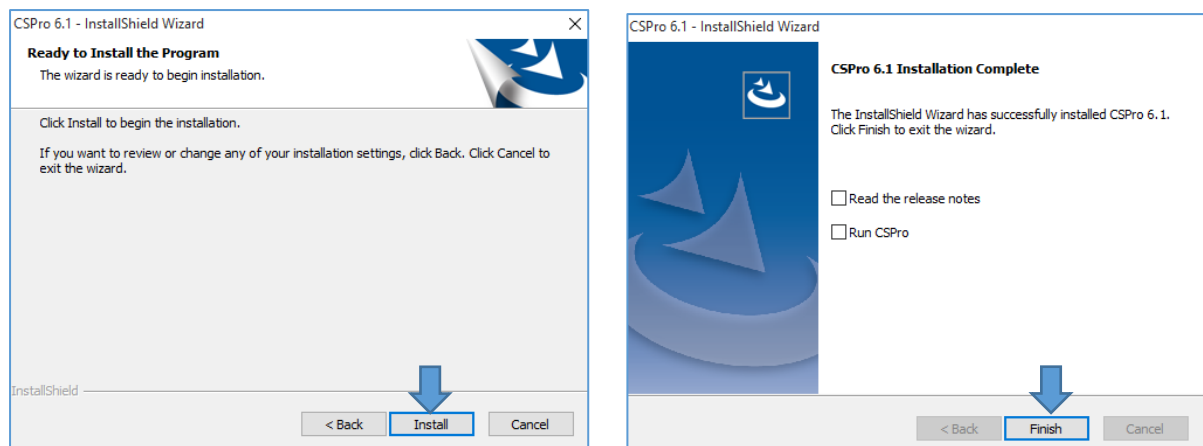 CSPro 6.1 - InstallShield Wizard
Ready to Install the Program
The wizard is ready to begin installation.
Click Install to begin the installation.
If you want to review or change any of your installation settings, click Back. Click Cancel to
exit the wizard.
InstallShield
< Back
Install
Cancel
CSPro 6.1 - InstallShield Wizard
CSPro 6.1 Installation Complete
The InstallShield Wizard has successfully installed CSPro 6.1.
Click Finish to exit the wizard.
Read the release notes
Run CSPro
< Back
Finish
Cancel